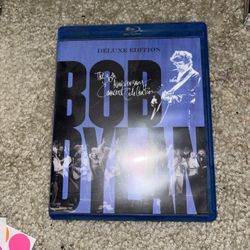 DELUXE EDITION
BOB
The 30th
Anniversary
Concert Celebration
DYLAN